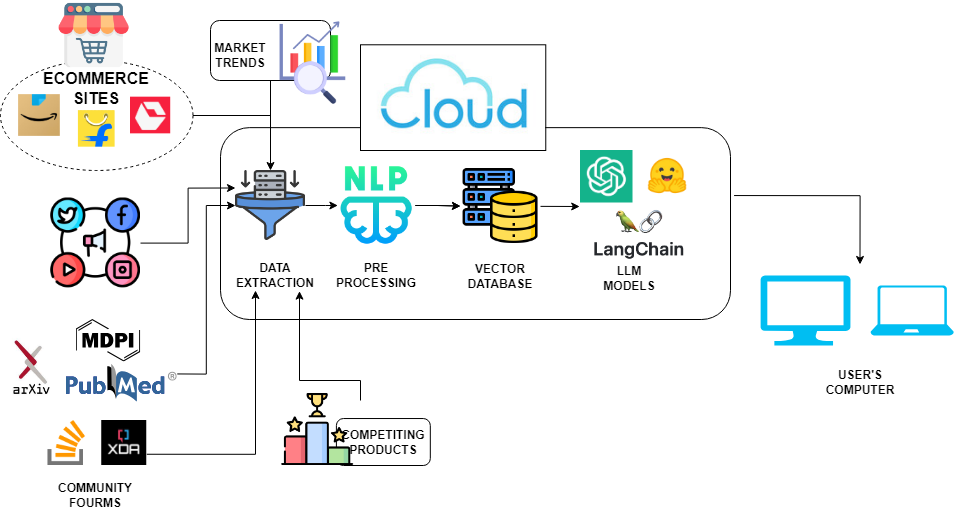 MARKET
TRENDS
ECOMMERCE
SITES
Cloud
NLP
LangChain
DATA
EXTRACTION
PRE
PROCESSING
VECTOR
DATABASE
LLM
MODELS
MDPI
arXiv
PubMed®
XDA
COMMUNITY
FOURMS
COMPETITING
PRODUCTS
USER'S
COMPUTER